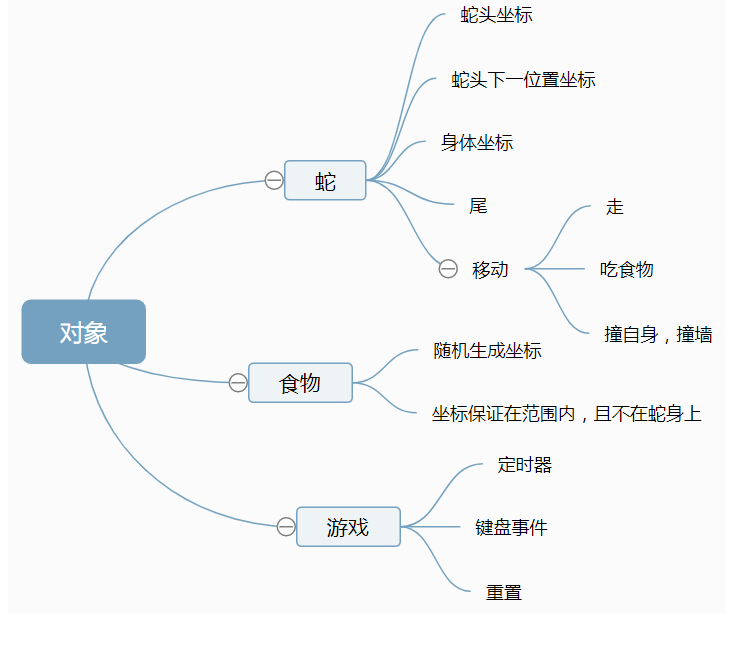 对象
蛇
蛇头坐标
蛇头下一位置坐标
身体坐标
尾
移动
走
吃食物
撞自身，撞墙
食物
随机生成坐标
坐标保证在范围内，且不在蛇身上
游戏
定时器
键盘事件
重置